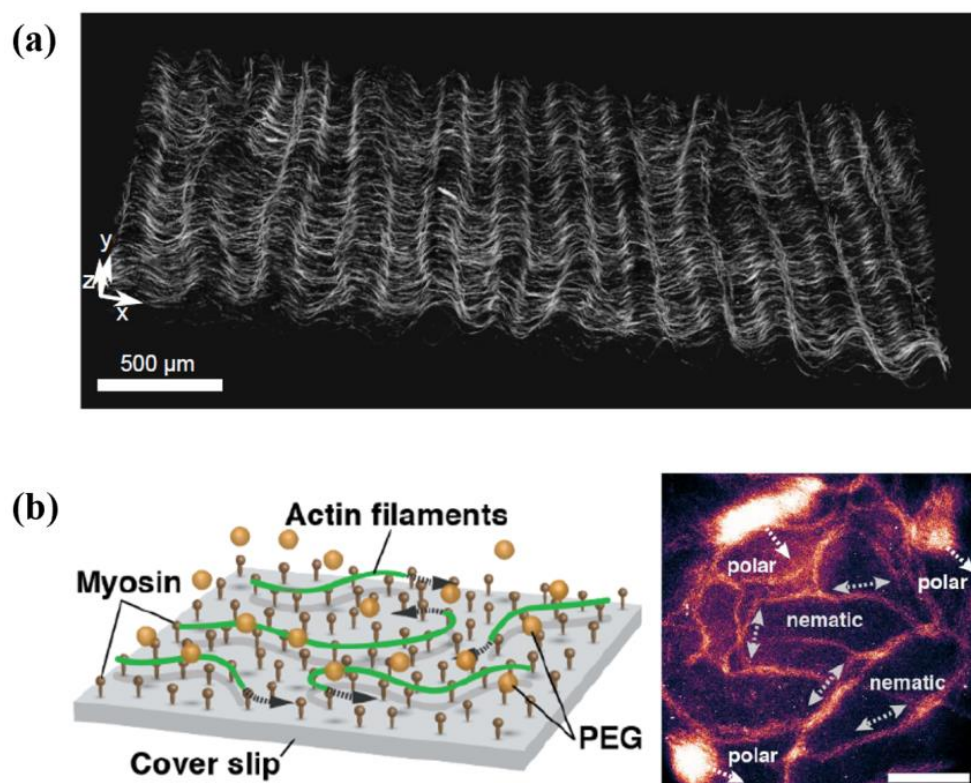 (a)
y
z
x
500 μm
(b)
Actin filaments
Myosin
PEG
Cover slip
polar
polar
nematic
nematic
polar